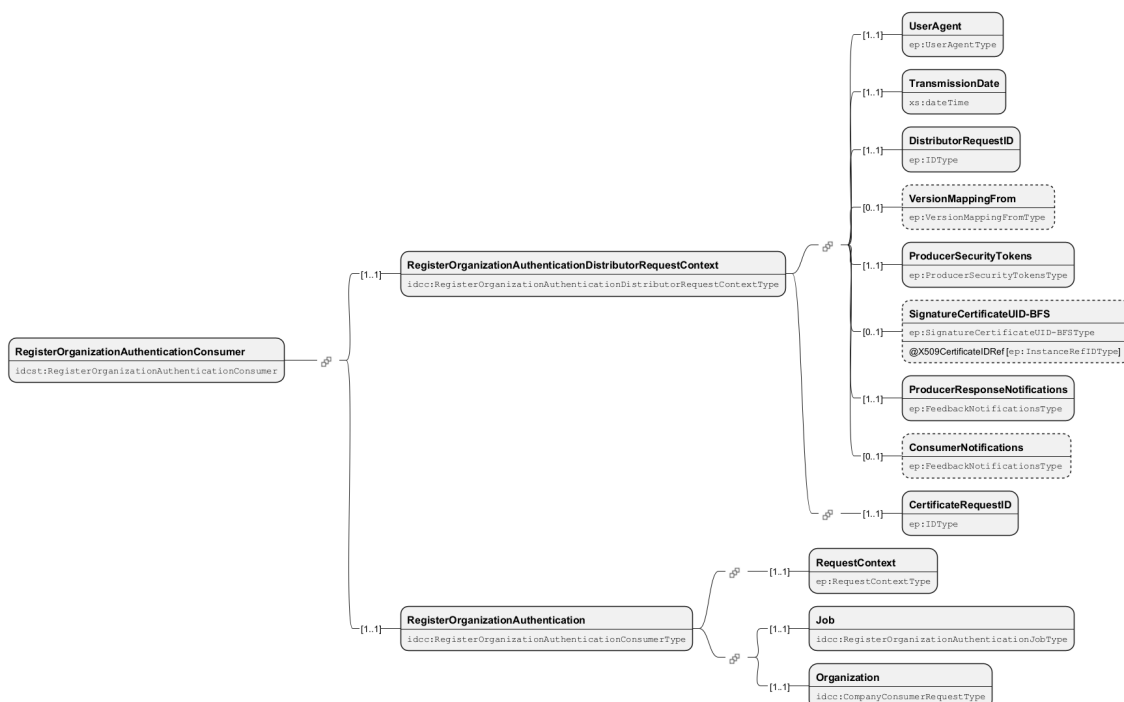 [1..1]
UserAgent
ep:UserAgentType
[1..1]
TransmissionDate
xs:dateTime
[1..1]
DistributorRequestID
ep:IDType
[0..1]
VersionMappingFrom
ep:VersionMappingFromType
[1..1]
ProducerSecurityTokens
ep:ProducerSecurityTokensType
[0..1]
SignatureCertificateUID-BFS
ep:SignatureCertificateUID-BFSType
@X509CertificateIDRef [ep:InstanceRefIDType]
[1..1]
ProducerResponseNotifications
ep:FeedbackNotificationsType
[0..1]
ConsumerNotifications
ep:FeedbackNotificationsType
[1..1]
CertificateRequestID
ep:IDType
[1..1]
RegisterOrganizationAuthenticationDistributorRequestContext
idcc:RegisterOrganizationAuthenticationDistributorRequestContextType
RegisterOrganizationAuthenticationConsumer
idcst:RegisterOrganizationAuthenticationConsumer
[1..1]
RegisterOrganizationAuthentication
idcc:RegisterOrganizationAuthenticationConsumerType
[1..1]
RequestContext
ep:RequestContextType
[1..1]
Job
idcc:RegisterOrganizationAuthenticationJobType
[1..1]
Organization
idcc:CompanyConsumerRequestType